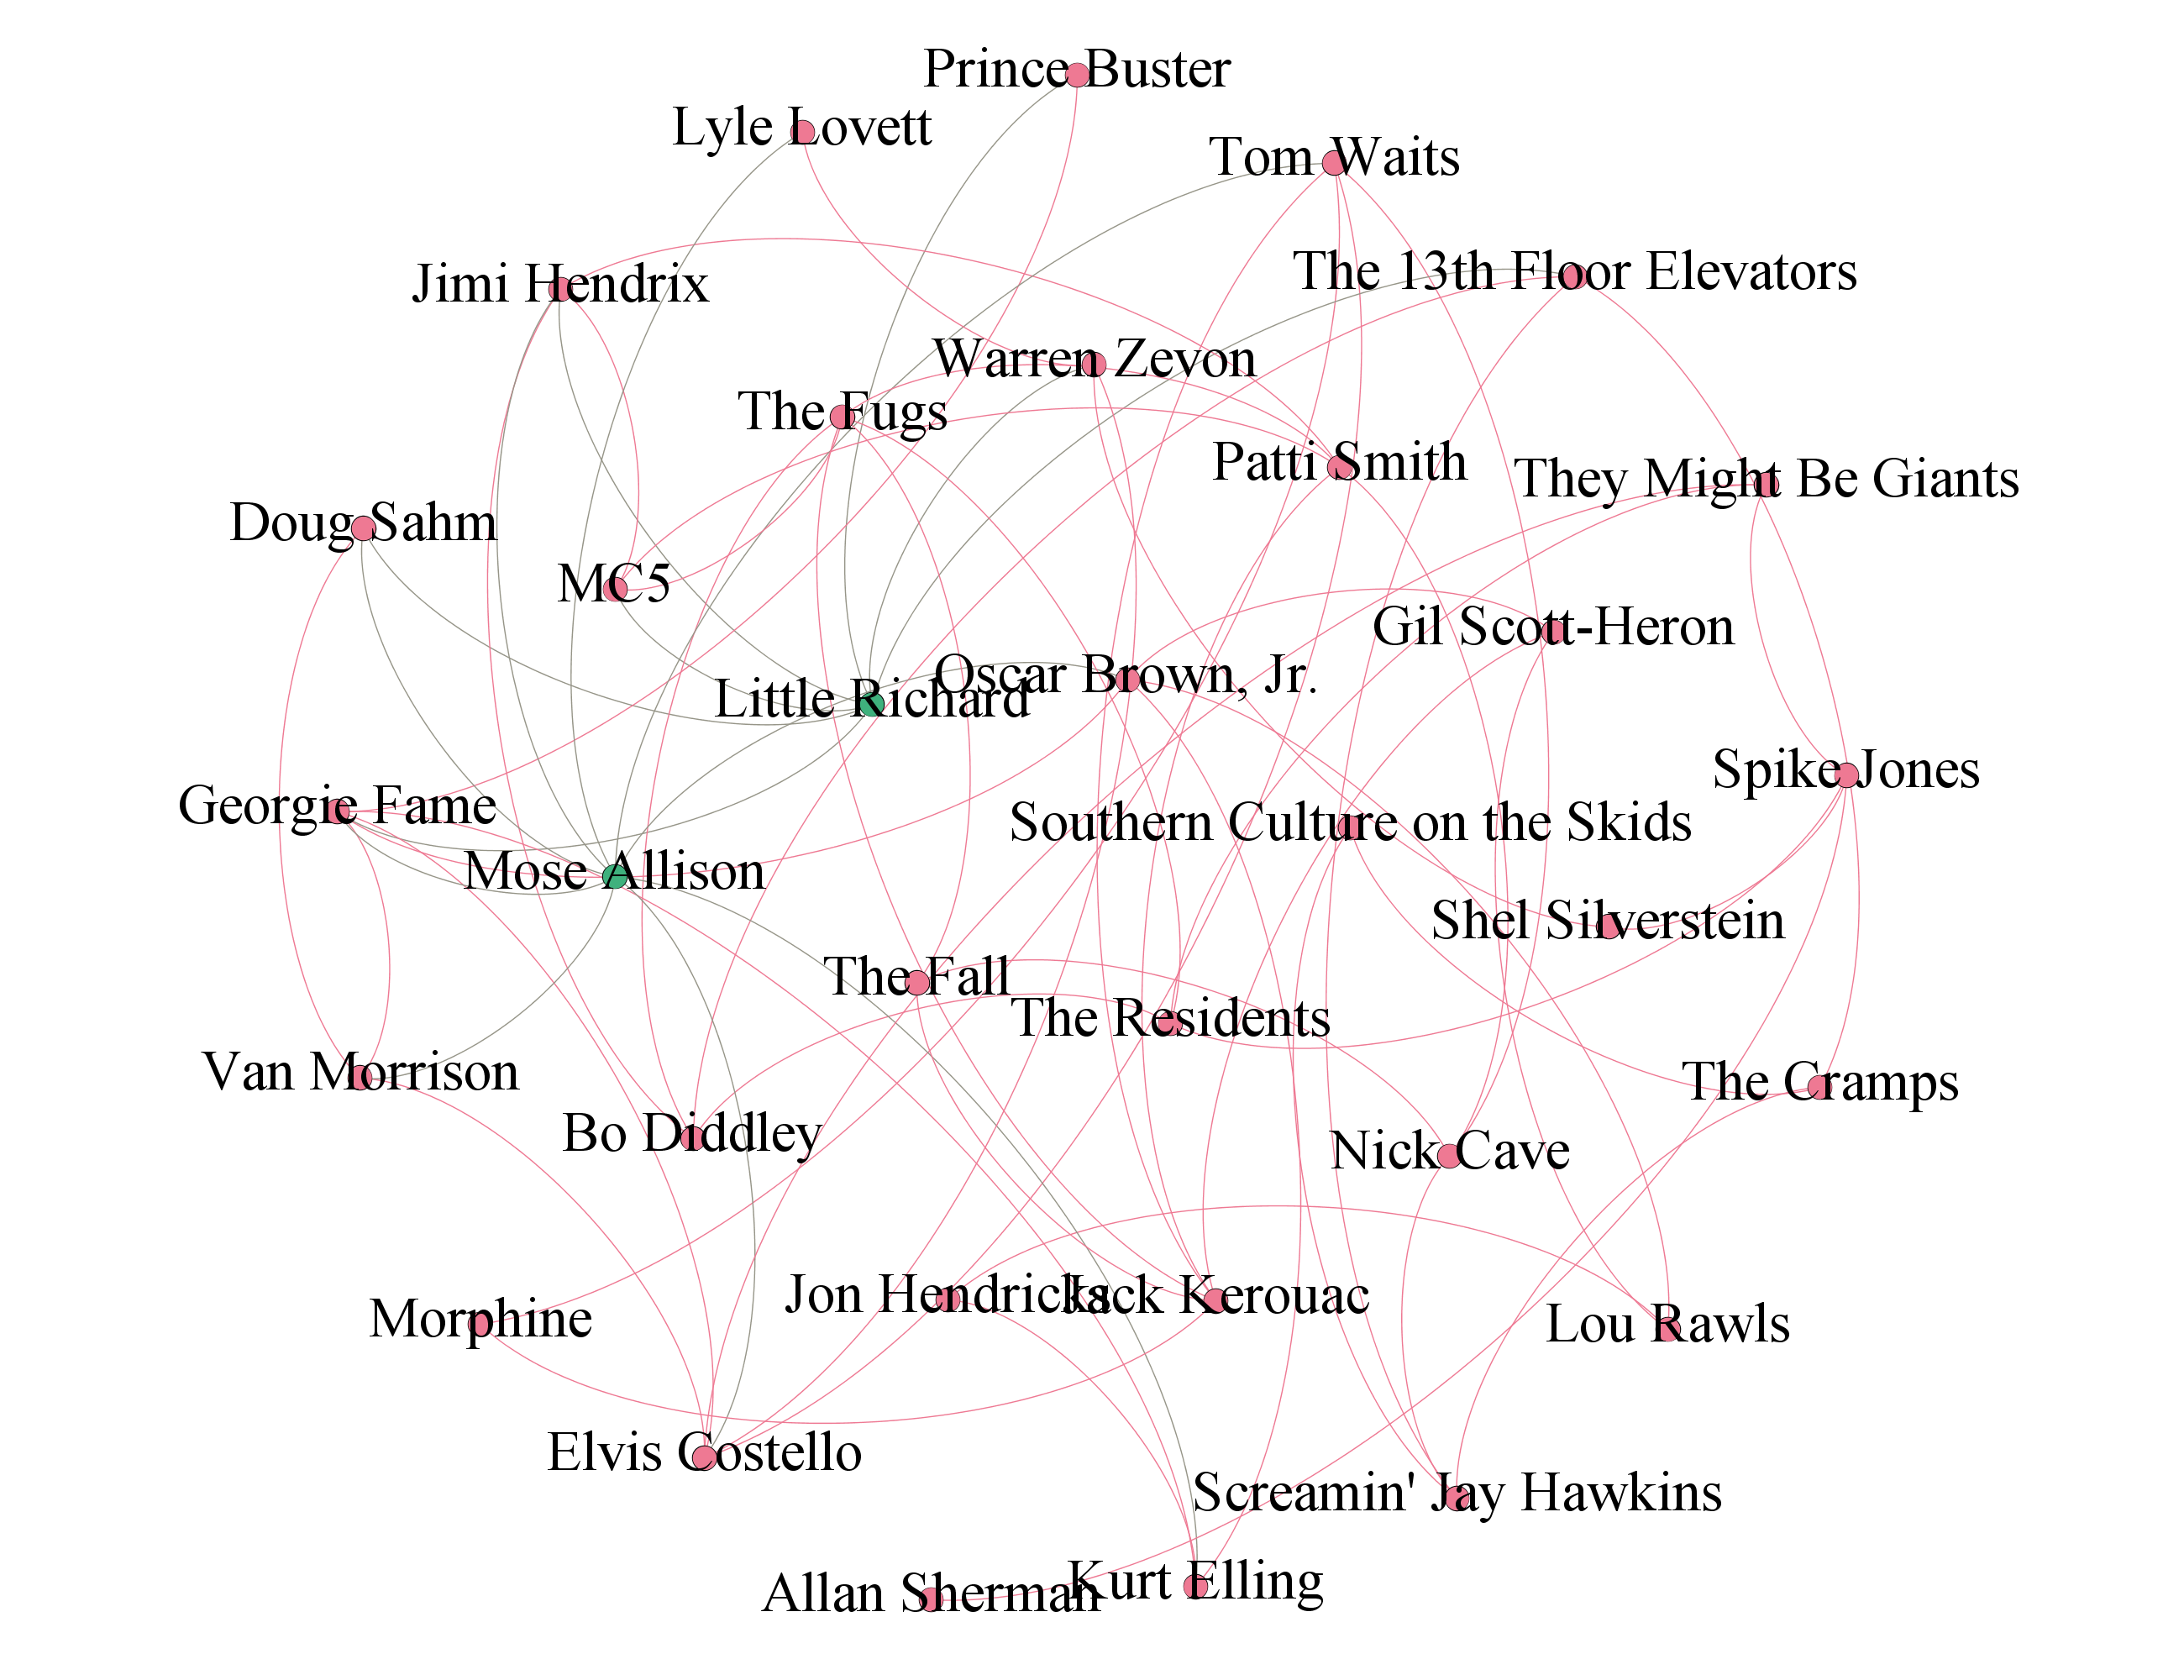 Prince Buster
Lyle Lovett
Tom Waits
Jimi Hendrix
The 13th Floor Elevators
Warren Zevon
The Fugs
Patti Smith
They Might Be Giants
Doug Sahm
MC5
Gil Scott-Heron
Oscar Brown, Jr.
Little Richard
Spike Jones
Georgie Fame
Southern Culture on the Skids
Mose Allison
Shel Silverstein
The Fall
The Residents
Van Morrison
The Cramps
Bo Diddley
Nick Cave
Jon Hendricks
Jack Kerouac
Morphine
Lou Rawls
Elvis Costello
Screamin' Jay Hawkins
Allan Sherman
Kurt Elling